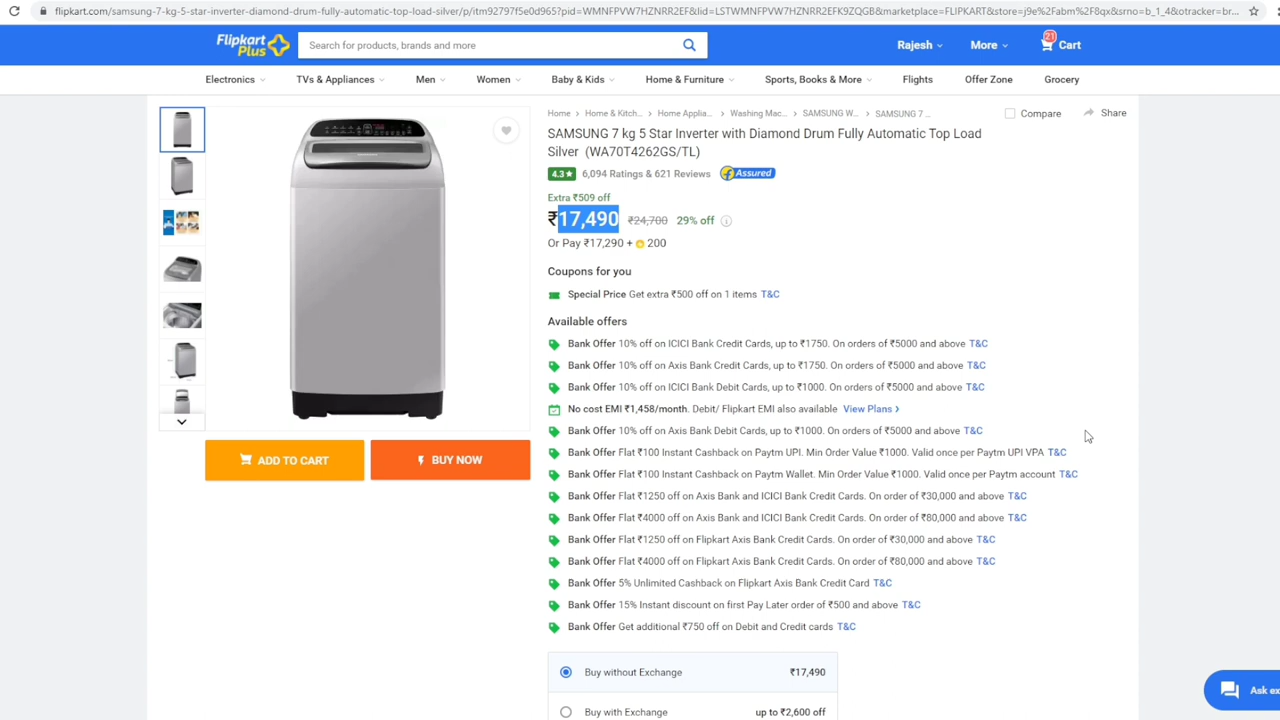 flipkart.com/samsung-7-kg-5-star-inverter-diamond-drum-fully-automatic-top-load-silver/p/itm92797f5e0d965?pid=WMNFPVW7HZNRR2EF&lid=LSTWMNFPVW7HZNRR2EFK9ZQGB&marketplace=FLIPKART&store=j9e%2Fabm%2F8qx&srno=b_1_4&otracker=br...
Flipkart Plus
Search for products, brands and more
Rajesh
More
21
Cart
Electronics
TVs & Appliances
Men
Women
Baby & Kids
Home & Furniture
Sports, Books & More
Flights
Offer Zone
Grocery
Home > Home & Kitch... > Home Applia... > Washing Mac... > SAMSUNG W... > SAMSUNG 7 ...
Compare
Share
SAMSUNG 7 kg 5 Star Inverter with Diamond Drum Fully Automatic Top Load
Silver (WA70T4262GS/TL)
4.3★ 6,094 Ratings & 621 Reviews Assured
Extra ₹509 off
₹17,490 ₹24,700 29% off
Or Pay ₹17,290 + 200
Coupons for you
Special Price Get extra ₹500 off on 1 items T&C
Available offers
Bank Offer 10% off on ICICI Bank Credit Cards, up to ₹1750. On orders of ₹5000 and above T&C
Bank Offer 10% off on Axis Bank Credit Cards, up to ₹1750. On orders of ₹5000 and above T&C
Bank Offer 10% off on ICICI Bank Debit Cards, up to ₹1000. On orders of ₹5000 and above T&C
No cost EMI ₹1,458/month. Debit/ Flipkart EMI also available View Plans >
Bank Offer 10% off on Axis Bank Debit Cards, up to ₹1000. On orders of ₹5000 and above T&C
Bank Offer Flat ₹100 Instant Cashback on Paytm UPI. Min Order Value ₹1000. Valid once per Paytm UPI VPA T&C
Bank Offer Flat ₹100 Instant Cashback on Paytm Wallet. Min Order Value ₹1000. Valid once per Paytm account T&C
Bank Offer Flat ₹1250 off on Axis Bank and ICICI Bank Credit Cards. On order of ₹30,000 and above T&C
Bank Offer Flat ₹4000 off on Axis Bank and ICICI Bank Credit Cards. On order of ₹80,000 and above T&C
Bank Offer Flat ₹1250 off on Flipkart Axis Bank Credit Cards. On order of ₹30,000 and above T&C
Bank Offer Flat ₹4000 off on Flipkart Axis Bank Credit Cards. On order of ₹80,000 and above T&C
Bank Offer 5% Unlimited Cashback on Flipkart Axis Bank Credit Card T&C
Bank Offer 15% Instant discount on first Pay Later order of ₹500 and above T&C
Bank Offer Get additional ₹750 off on Debit and Credit cards T&C
ADD TO CART
BUY NOW
Buy without Exchange ₹17,490
Buy with Exchange up to ₹2,600 off
Ask ex